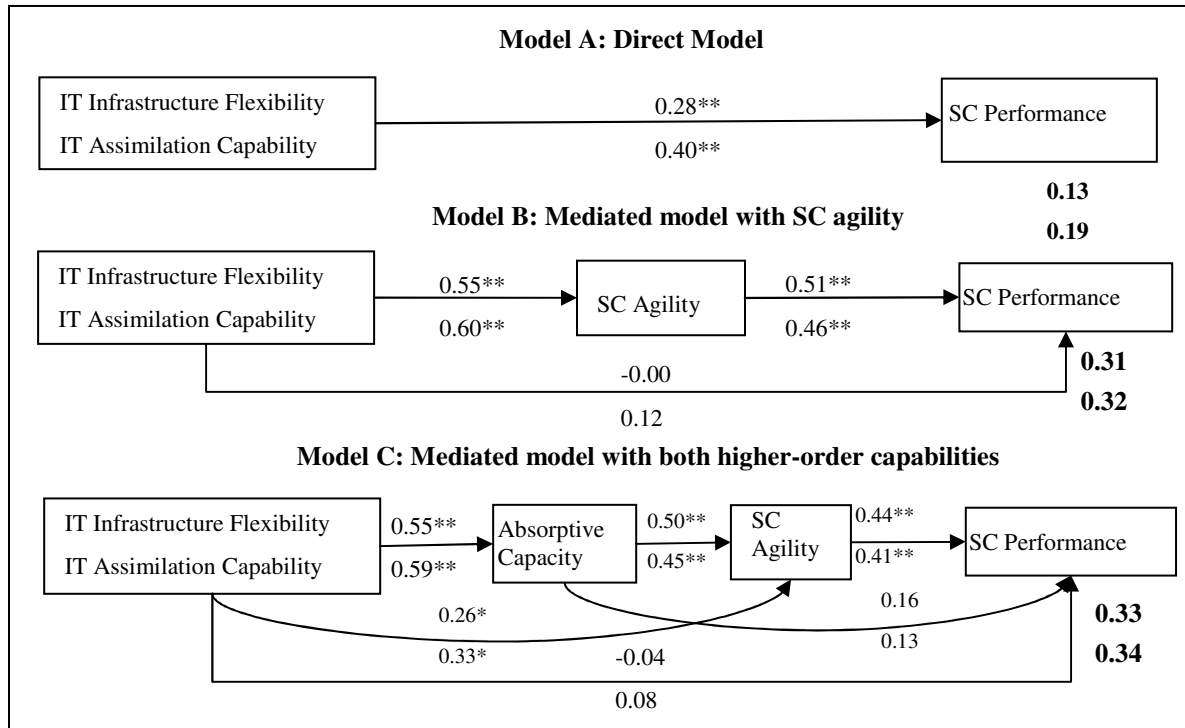 Model A: Direct Model
IT Infrastructure Flexibility
IT Assimilation Capability
0.28**
0.40**
SC Performance
0.13
0.19
Model B: Mediated model with SC agility
IT Infrastructure Flexibility
IT Assimilation Capability
0.55**
0.60**
SC Agility
0.51**
0.46**
SC Performance
0.31
0.32
-0.00
0.12
Model C: Mediated model with both higher-order capabilities
IT Infrastructure Flexibility
IT Assimilation Capability
0.55**
0.59**
Absorptive
Capacity
0.50**
0.45**
SC
Agility
0.44**
0.41**
SC Performance
0.26*
0.33*
0.16
0.13
0.33
0.34
-0.04
0.08